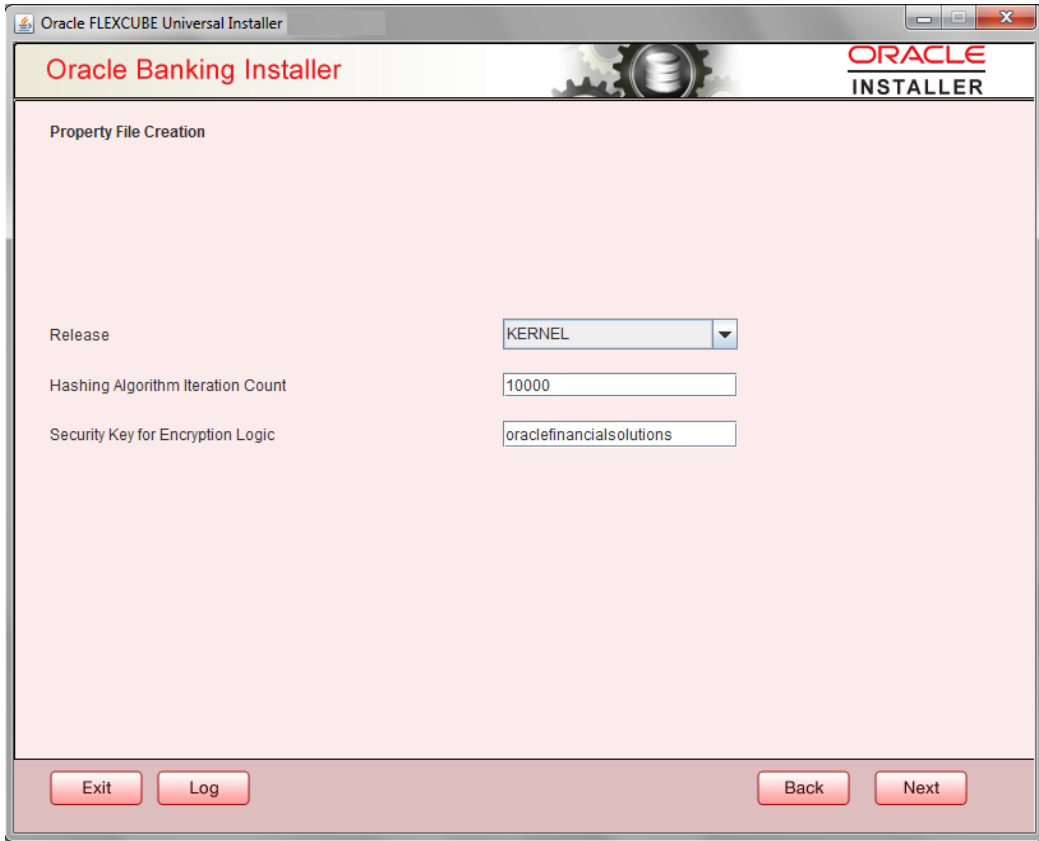 Oracle FLEXCUBE Universal Installer
Oracle Banking Installer
ORACLE
INSTALLER
Property File Creation
Release KERNEL
Hashing Algorithm Iteration Count 10000
Security Key for Encryption Logic oraclefinancialsolutions
Exit Log Back Next